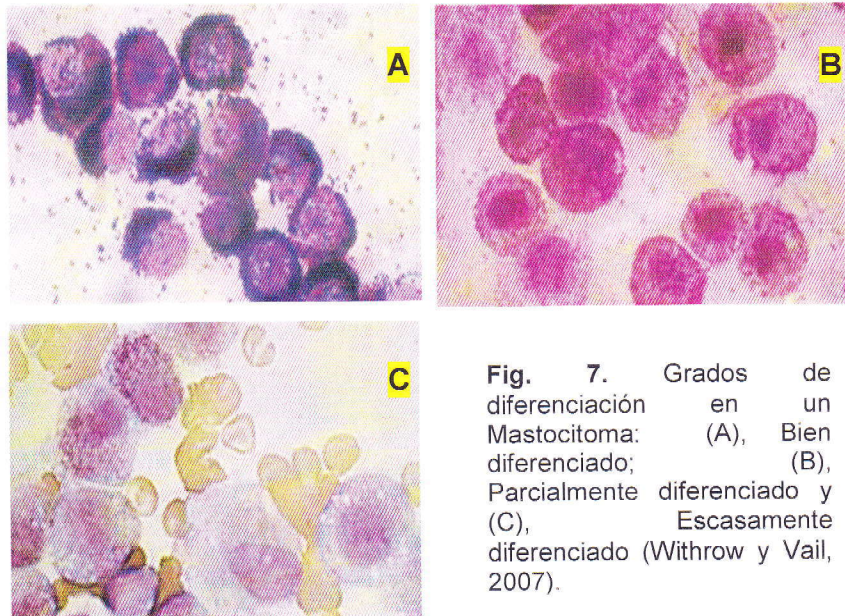 A
B
C
Fig. 7. Grados de
diferenciación en un
Mastocitoma: (A), Bien
diferenciado; (B),
Parcialmente diferenciado y
(C), Escasamente
diferenciado (Withrow y Vail,
2007).